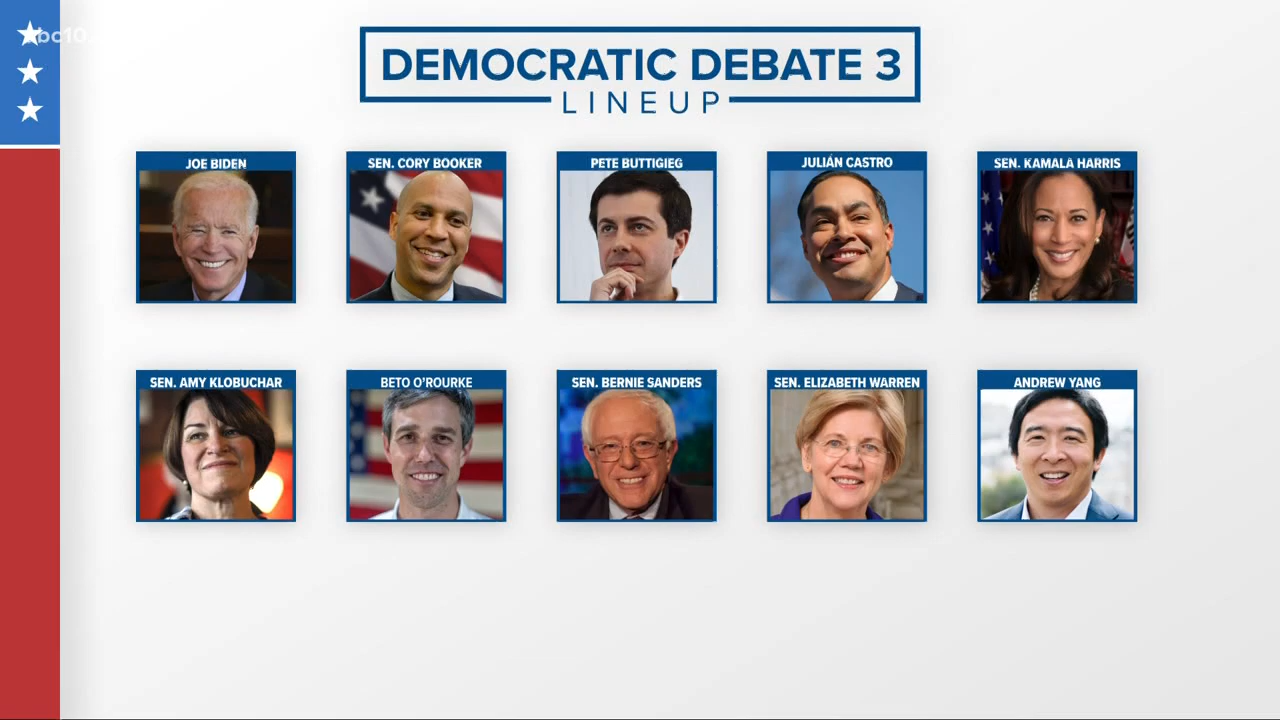 abc10.
DEMOCRATIC DEBATE 3
LINEUP
JOE BIDEN
SEN. CORY BOOKER
PETE BUTTIGIEG
JULIÁN CASTRO
SEN. KAMALA HARRIS
SEN. AMY KLOBUCHAR
BETO O'ROURKE
SEN. BERNIE SANDERS
SEN. ELIZABETH WARREN
ANDREW YANG